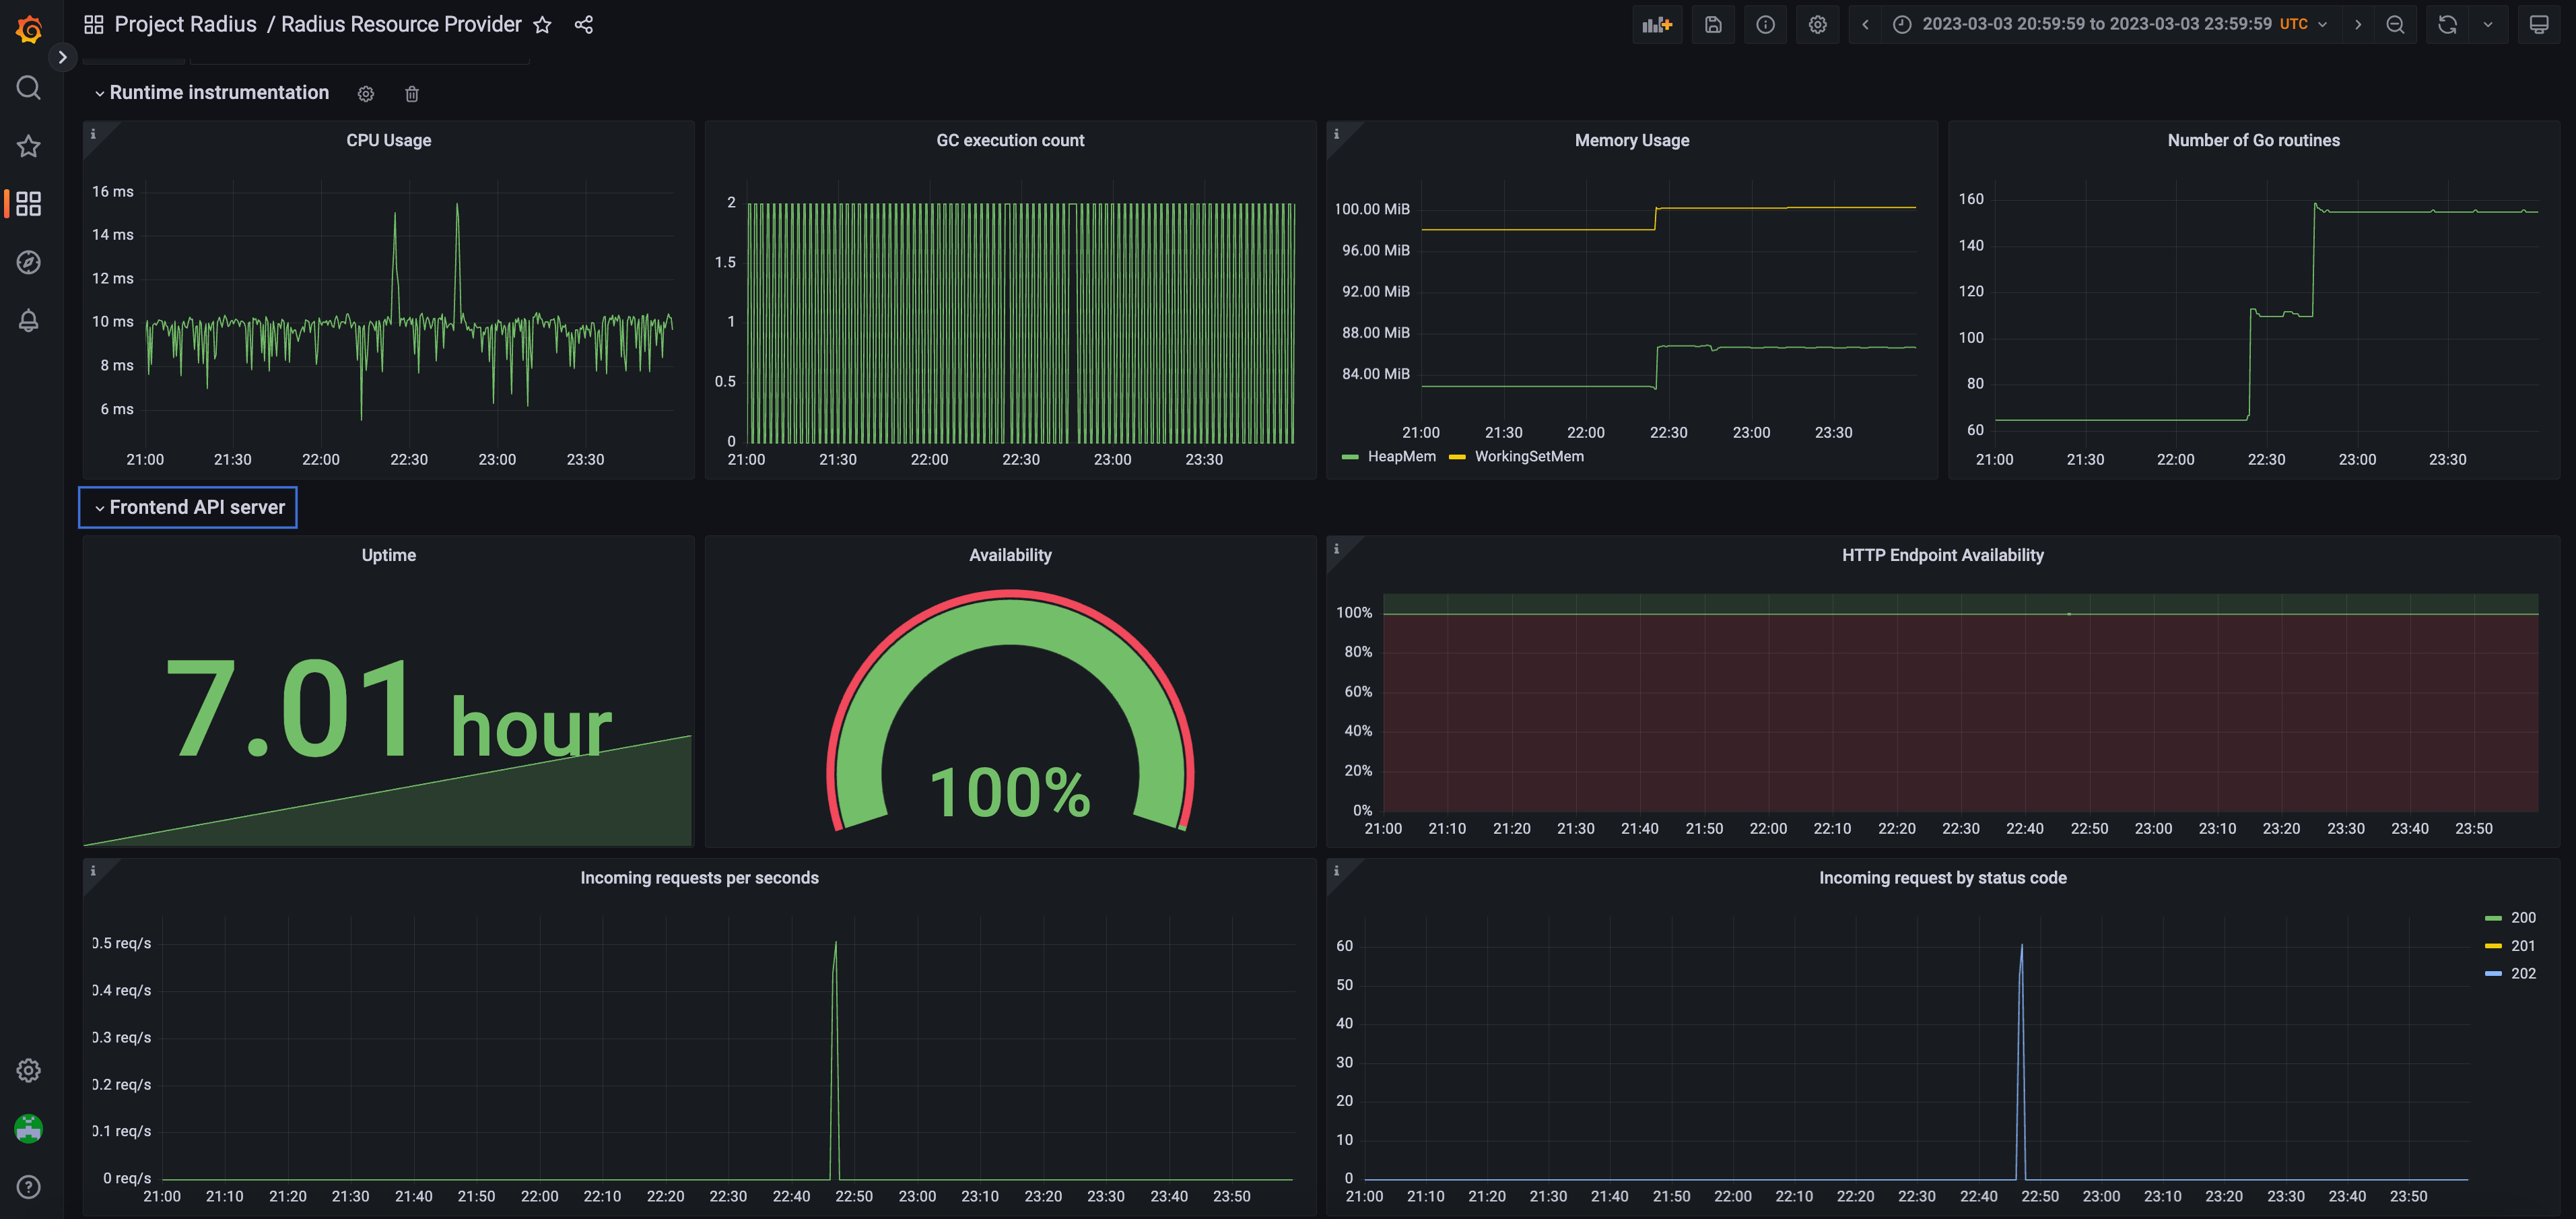 Project Radius / Radius Resource Provider
2023-03-03 20:59:59 to 2023-03-03 23:59:59 UTC
Runtime instrumentation
CPU Usage
16 ms
14 ms
12 ms
10 ms
8 ms
6 ms
21:00 21:30 22:00 22:30 23:00 23:30
GC execution count
2
1.5
1
0.5
0
21:00 21:30 22:00 22:30 23:00 23:30
Memory Usage
100.00 MiB
96.00 MiB
92.00 MiB
88.00 MiB
84.00 MiB
21:00 21:30 22:00 22:30 23:00 23:30
HeapMem WorkingSetMem
Number of Go routines
160
140
120
100
80
60
21:00 21:30 22:00 22:30 23:00 23:30
Frontend API server
Uptime
7.01 hour
Availability
100%
HTTP Endpoint Availability
100%
80%
60%
40%
20%
0%
21:00 21:10 21:20 21:30 21:40 21:50 22:00 22:10 22:20 22:30 22:40 22:50 23:00 23:10 23:20 23:30 23:40 23:50
Incoming requests per seconds
0.5 req/s
0.4 req/s
0.3 req/s
0.2 req/s
0.1 req/s
0 req/s
21:00 21:10 21:20 21:30 21:40 21:50 22:00 22:10 22:20 22:30 22:40 22:50 23:00 23:10 23:20 23:30 23:40 23:50
Incoming request by status code
60
50
40
30
20
10
0
21:00 21:10 21:20 21:30 21:40 21:50 22:00 22:10 22:20 22:30 22:40 22:50 23:00 23:10 23:20 23:30 23:40 23:50
200
201
202